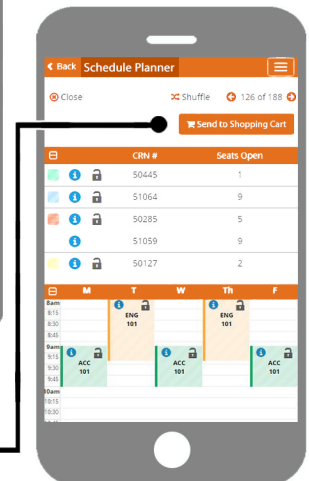 Back Schedule Planner
Close Shuffle 126 of 188
Send to Shopping Cart
CRN # Seats Open
50445 1
51064 9
50285 5
51059 9
50127 2
M T W Th F
8am
8:15
8:30
8:45
9am
9:15
9:30
9:45
10am
10:15
10:30
ENG
101
ENG
101
ACC
101
ACC
101
ACC
101